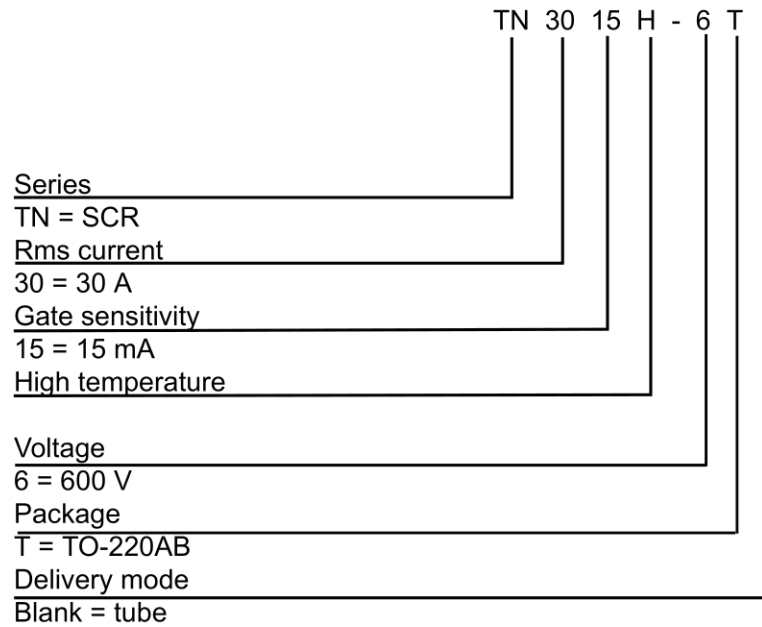 TN 30 15 H - 6 T
Series
TN = SCR
Rms current
30 = 30 A
Gate sensitivity
15 = 15 mA
High temperature
Voltage
6 = 600 V
Package
T = TO-220AB
Delivery mode
Blank = tube